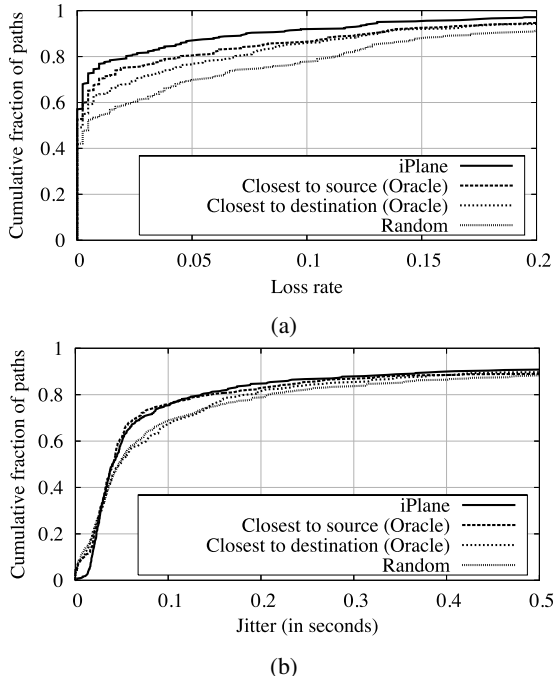 1
0.8
0.6
0.4
0.2
0
Cumulative fraction of paths
iPlane
Closest to source (Oracle)
Closest to destination (Oracle)
Random
0 0.05 0.1 0.15 0.2
Loss rate
(a)
1
0.8
0.6
0.4
0.2
0
Cumulative fraction of paths
iPlane
Closest to source (Oracle)
Closest to destination (Oracle)
Random
0 0.1 0.2 0.3 0.4 0.5
Jitter (in seconds)
(b)